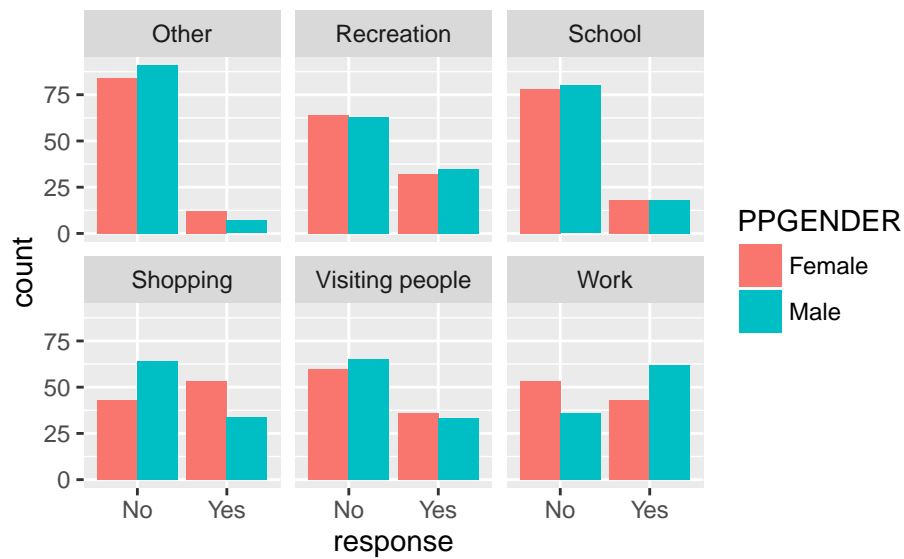 Other
Recreation
School
75
50
25
0
Shopping
Visiting people
Work
75
50
25
0
No
Yes
No
Yes
No
Yes
response
count
PPGENDER
Female
Male